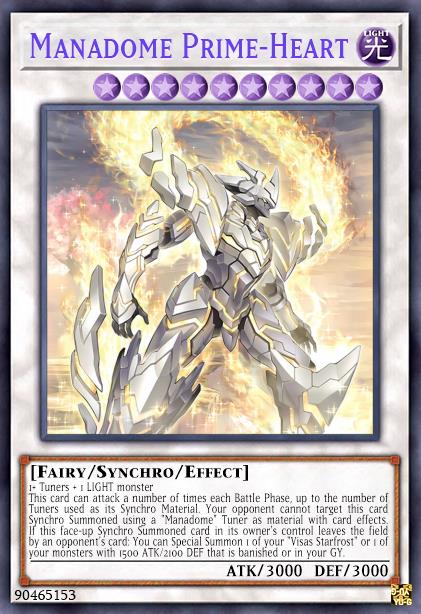 MANADOME PRIME-HEART
LIGHT
光
[FAIRY/SYNCHRO/EFFECT]
1+ Tuners + 1 LIGHT monster
This card can attack a number of times each Battle Phase, up to the number of
Tuners used as its Synchro Material. Your opponent cannot target this card
Synchro Summoned using a "Manadome" Tuner as material with card effects.
If this face-up Synchro Summoned card in its owner's control leaves the field
by an opponent's card: You can Special Summon 1 of your "Visas Starfrost" or 1 of
your monsters with 1500 ATK/2100 DEF that is banished or in your GY.
ATK/3000 DEF/3000
90465153